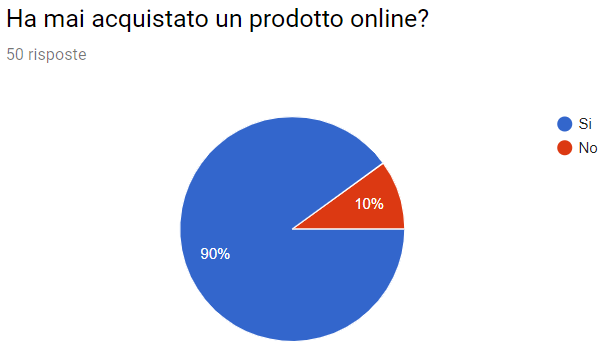 Ha mai acquistato un prodotto online?
50 risposte
Si
No
10%
90%